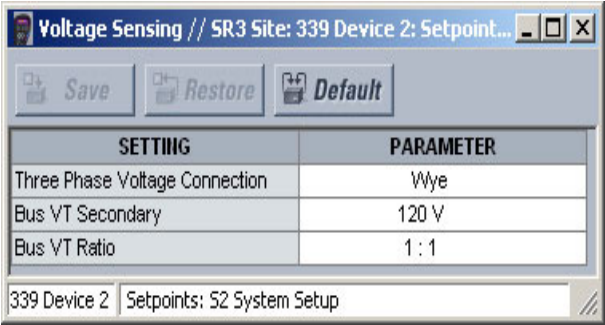 Voltage Sensing // SR3 Site: 339 Device 2: Setpoint...
Save Restore Default
SETTING PARAMETER
Three Phase Voltage Connection Wye
Bus VT Secondary 120 V
Bus VT Ratio 1 : 1
339 Device 2 Setpoints: S2 System Setup